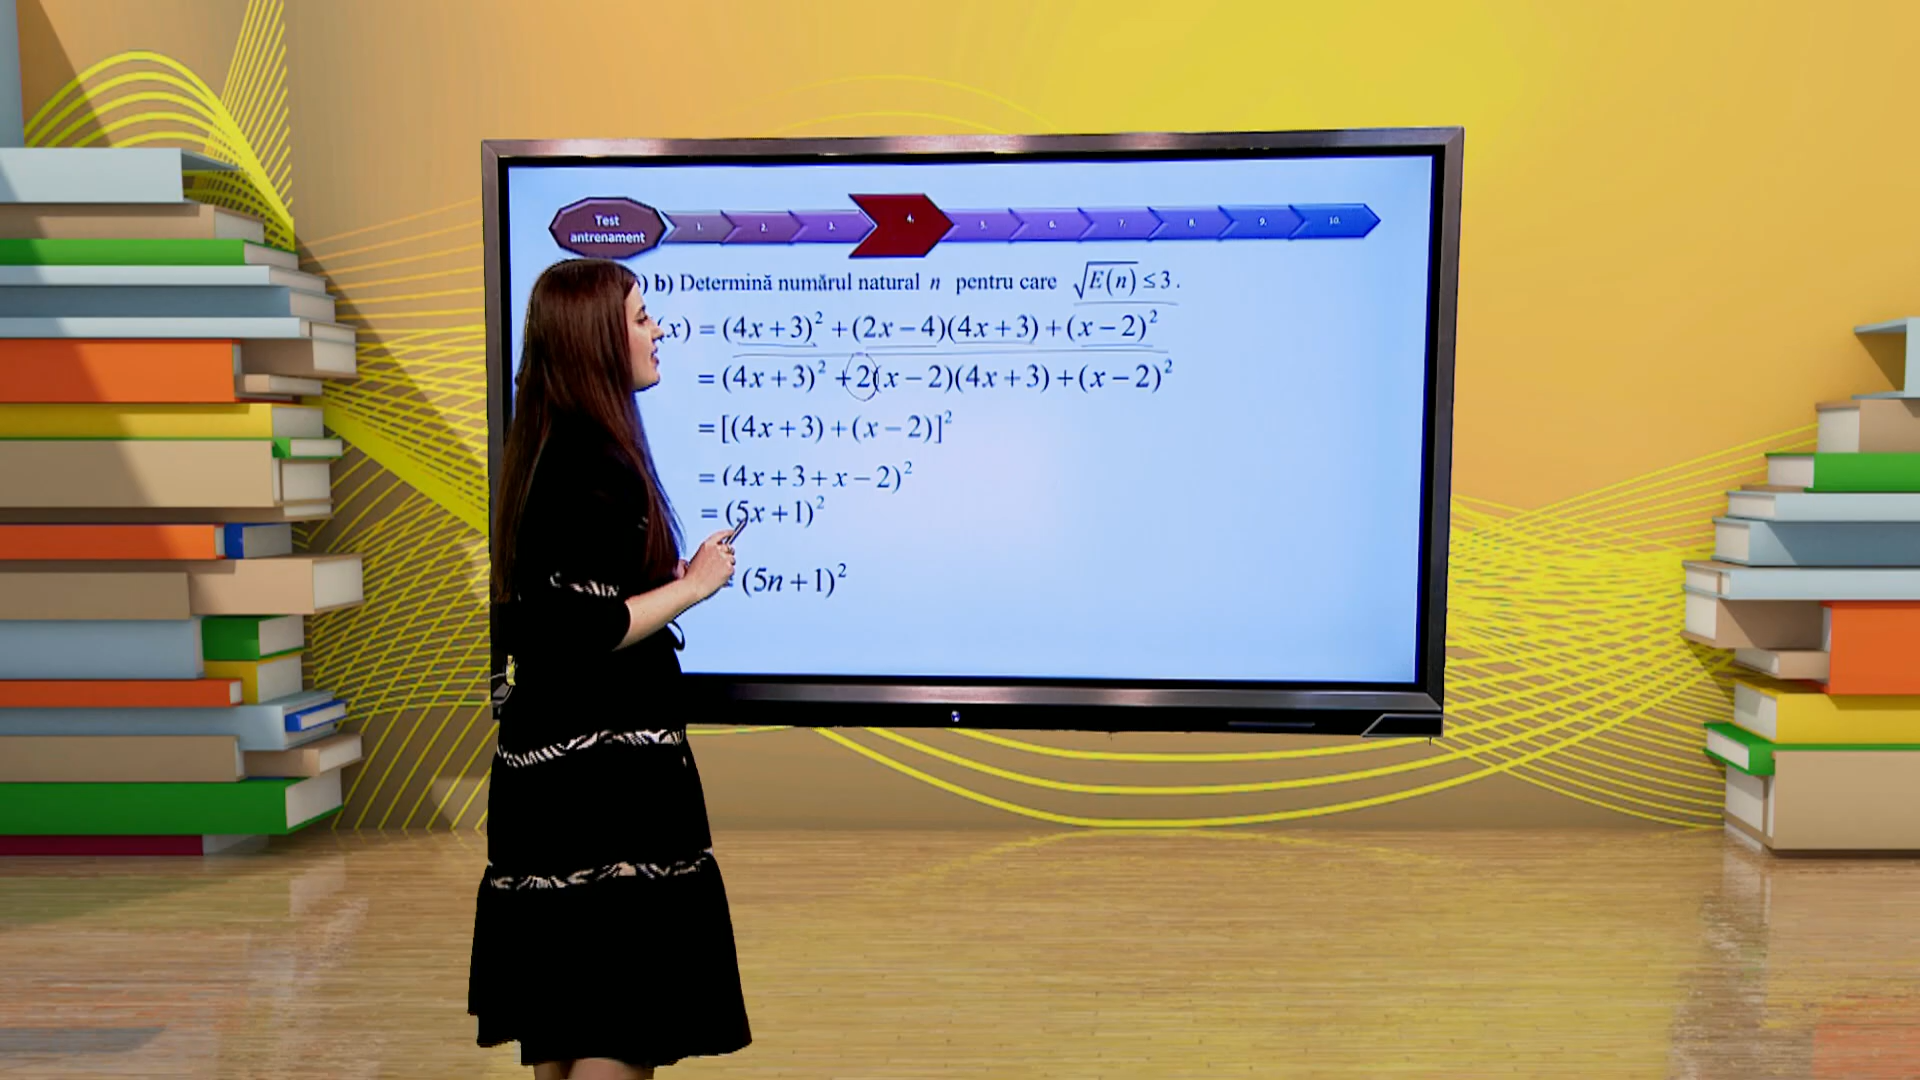 Test
antrenament
1. 2. 3. 4. 5. 6. 7. 8. 9. 10.
) b) Determină numărul natural n pentru care √E(n) ≤ 3.
(x) = (4x + 3)² + (2x − 4)(4x + 3) + (x − 2)²
= (4x + 3)² + 2(x − 2)(4x + 3) + (x − 2)²
= [(4x + 3) + (x − 2)]²
= (4x + 3 + x − 2)²
= (5x + 1)²
= (5n + 1)²